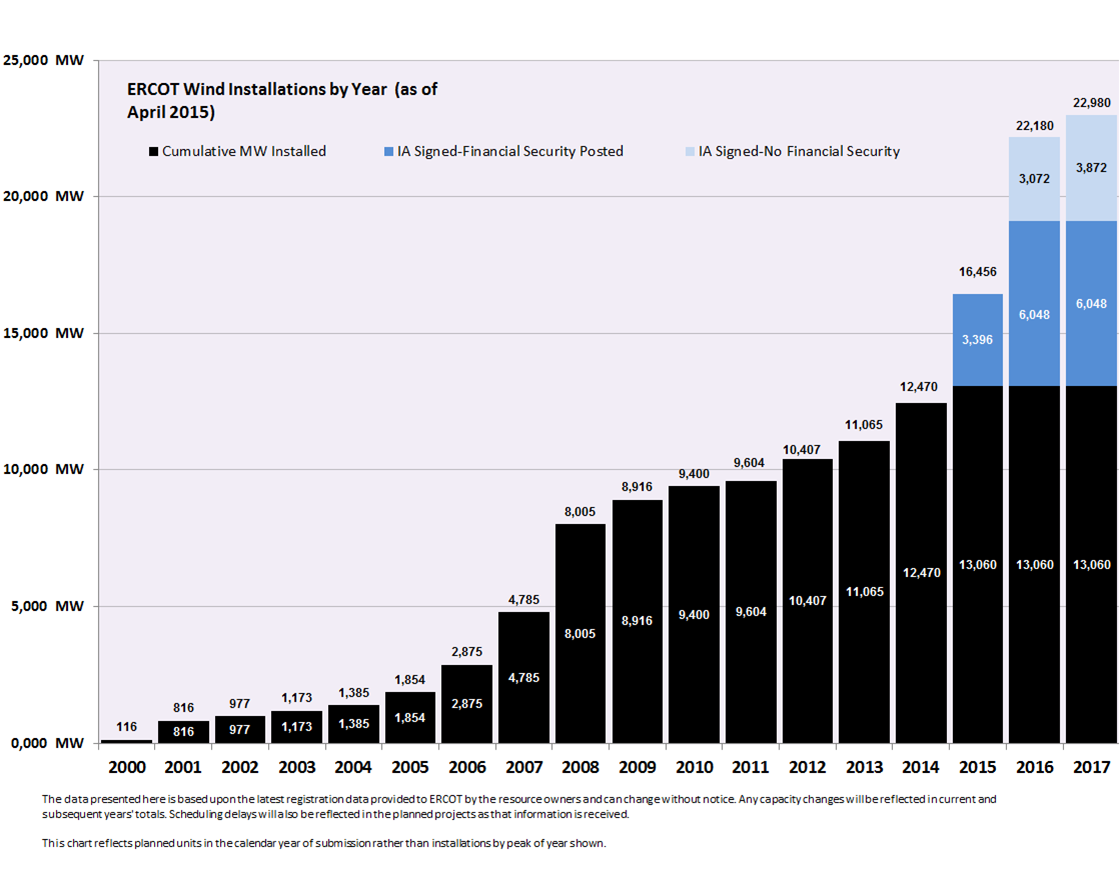 25,000 MW
ERCOT Wind Installations by Year (as of
April 2015)
Cumulative MW Installed
IA Signed-Financial Security Posted
IA Signed-No Financial Security
20,000 MW
15,000 MW
10,000 MW
5,000 MW
0,000 MW
116
816
977
1,173
1,385
1,854
2,875
4,785
8,005
8,916
9,400
9,604
10,407
11,065
12,470
16,456
22,180
22,980
3,072
3,872
3,396
6,048
6,048
816
977
1,173
1,385
1,854
2,875
4,785
8,005
8,916
9,400
9,604
10,407
11,065
12,470
13,060
13,060
13,060
2000 2001 2002 2003 2004 2005 2006 2007 2008 2009 2010 2011 2012 2013 2014 2015 2016 2017
The data presented here is based upon the latest registration data provided to ERCOT by the resource owners and can change without notice. Any capacity changes will be reflected in current and
subsequent years' totals. Scheduling delays will also be reflected in the planned projects as that information is received.
This chart reflects planned units in the calendar year of submission rather than installations by peak of year shown.